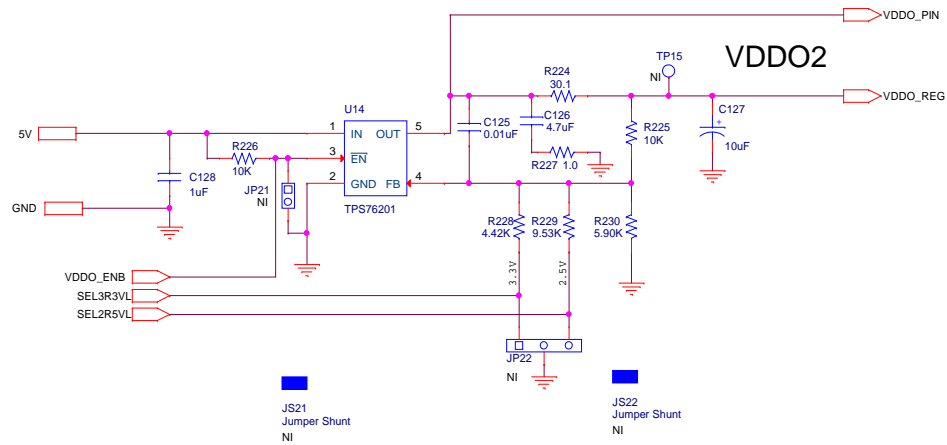 VDDO_PIN
VDDO2
TP15
NI
R224
30.1
VDDO_REG
C127
+
10uF
U14
C125
0.01uF
C126
4.7uF
R225
10K
5V
1
IN
OUT
5
R226
10K
3
EN
R227 1.0
2
GND
FB
4
C128
1uF
JP21
NI
TPS76201
GND
R228
4.42K
R229
9.53K
R230
5.90K
VDDO_ENB
3.3V
2.5V
SEL3R3VL
SEL2R5VL
JP22
NI
JS21
Jumper Shunt
NI
JS22
Jumper Shunt
NI